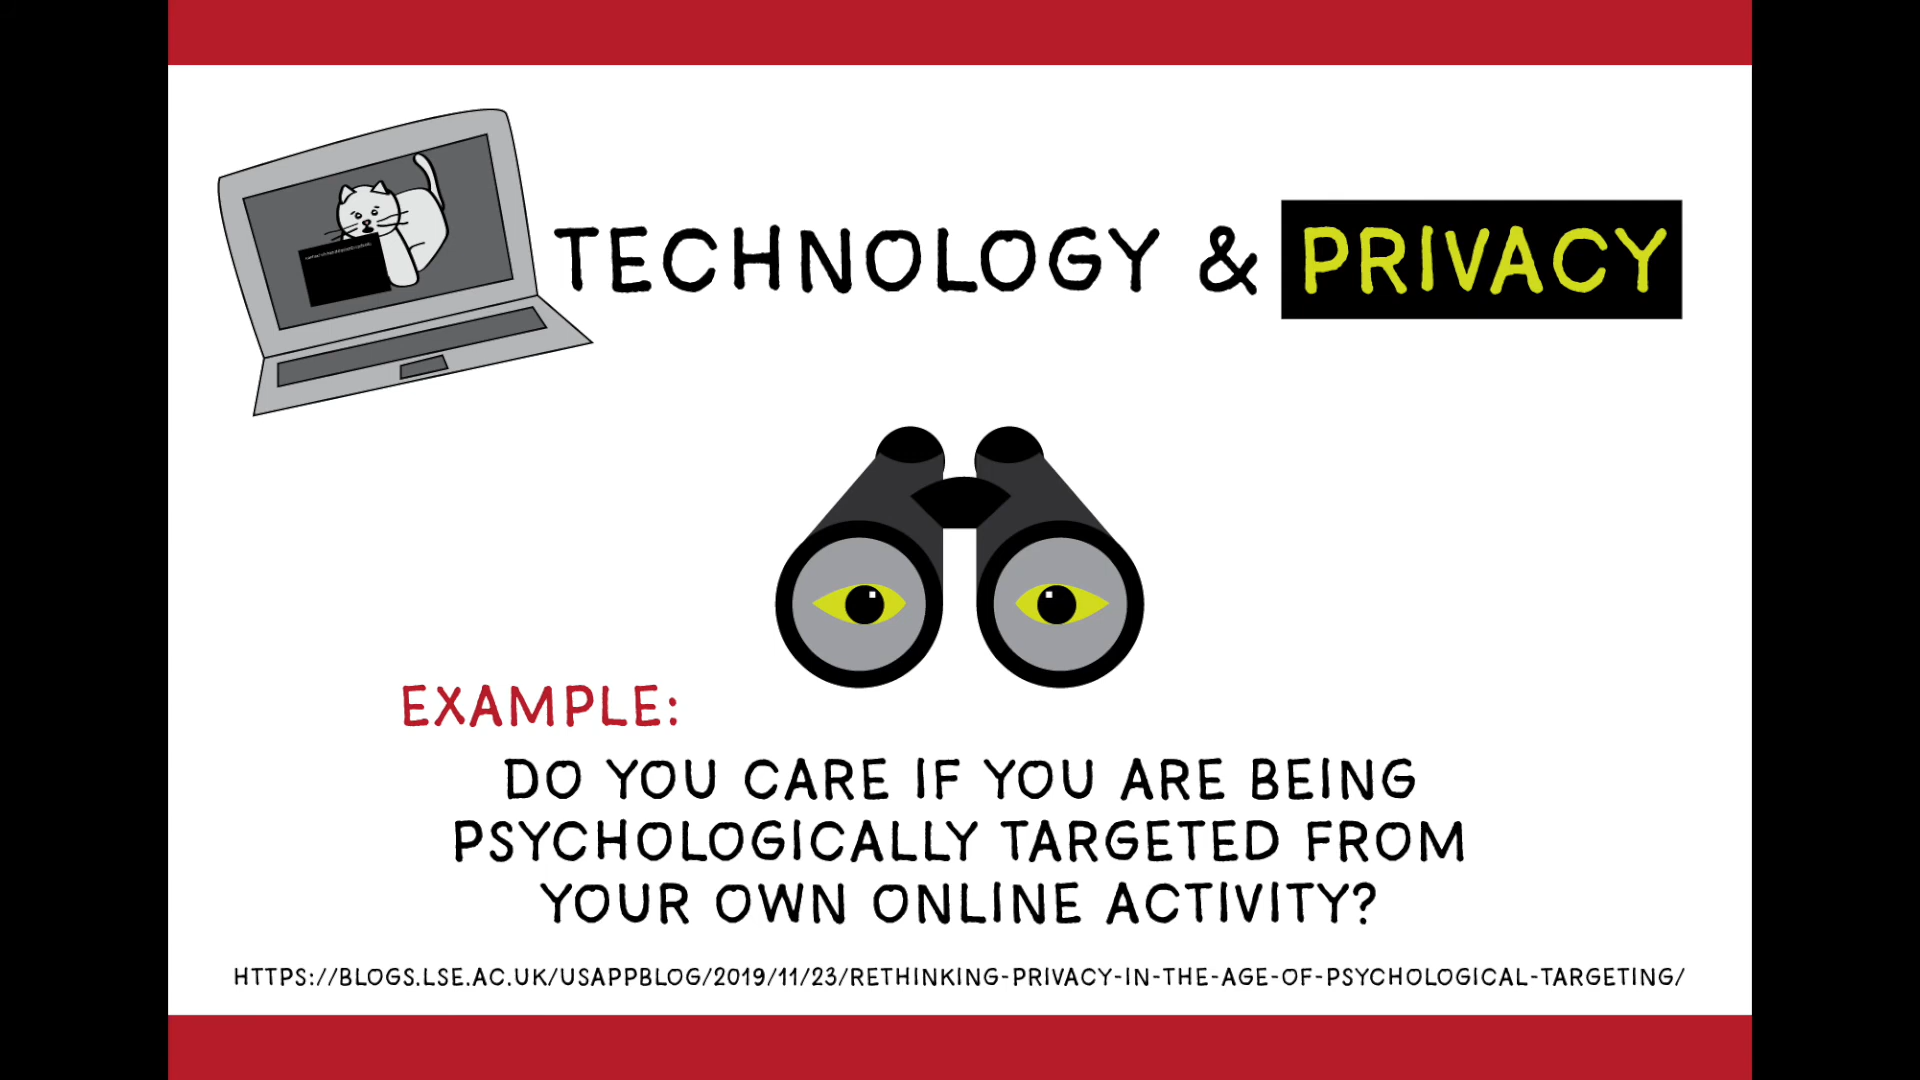 TECHNOLOGY & PRIVACY
EXAMPLE:
DO YOU CARE IF YOU ARE BEING
PSYCHOLOGICALLY TARGETED FROM
YOUR OWN ONLINE ACTIVITY?
HTTPS://BLOGS.LSE.AC.UK/USAPPBLOG/2019/11/23/RETHINKING-PRIVACY-IN-THE-AGE-OF-PSYCHOLOGICAL-TARGETING/